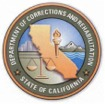 DEPARTMENT OF CORRECTIONS AND REHABILITATION
STATE OF CALIFORNIA